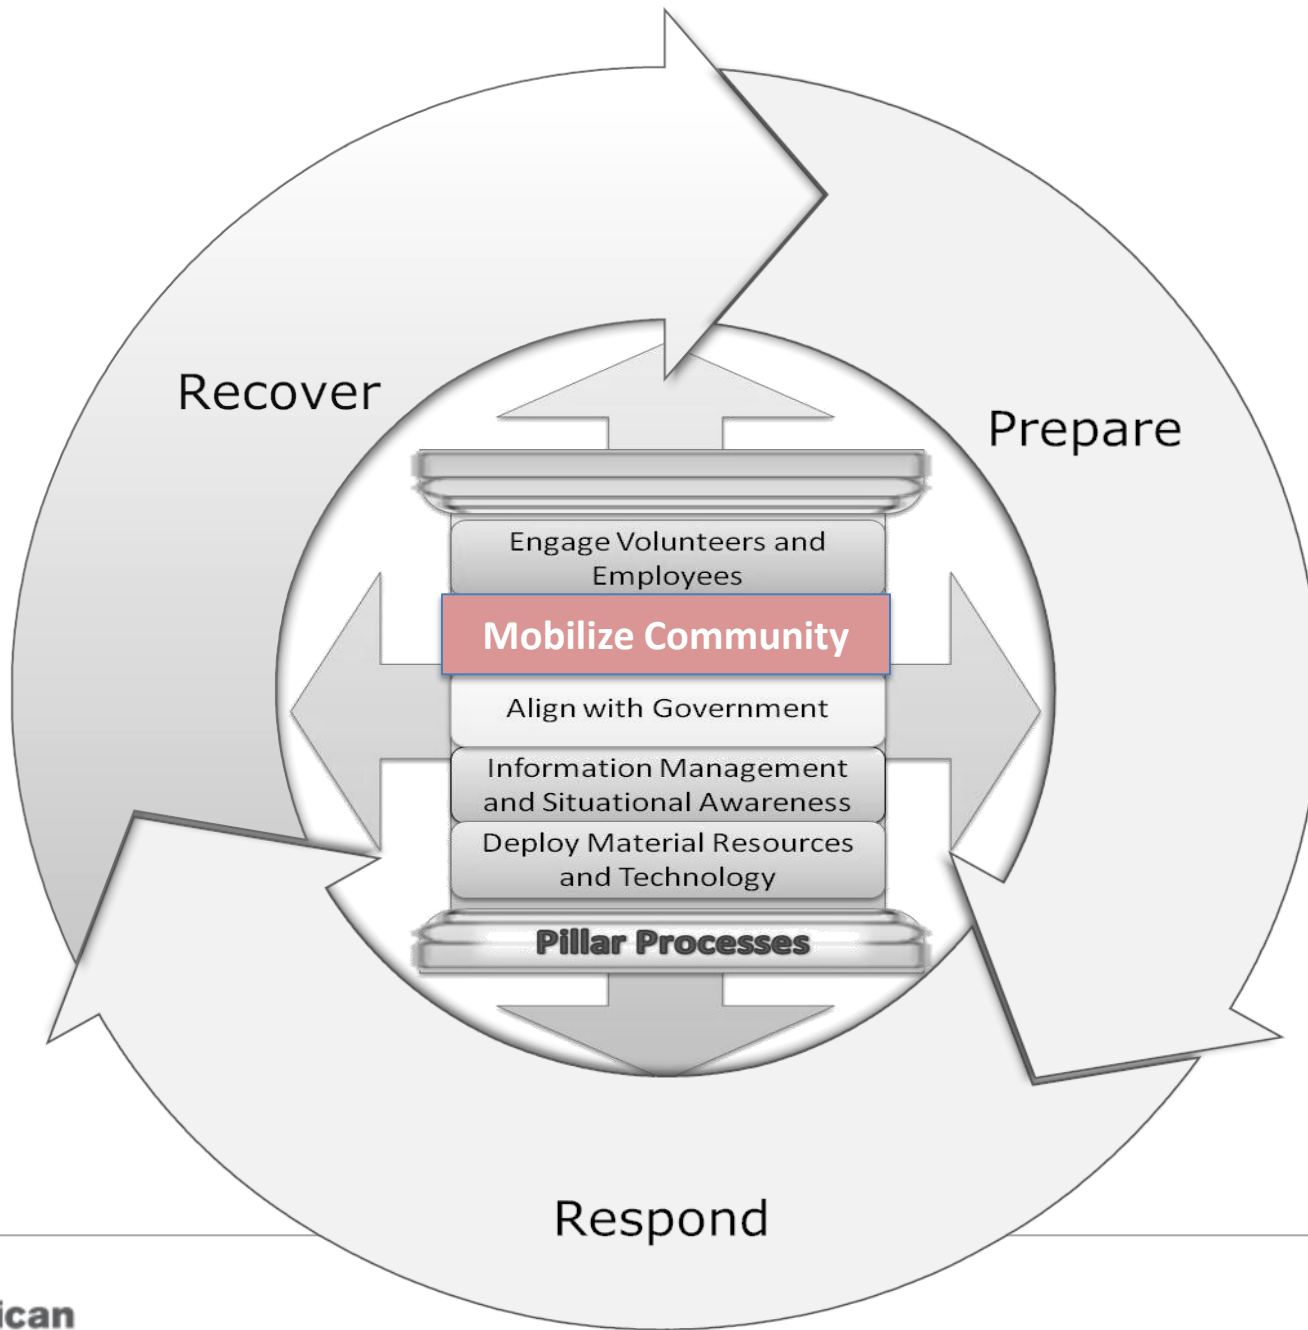 Recover
Prepare
Engage Volunteers and
Employees
Mobilize Community
Align with Government
Information Management
and Situational Awareness
Deploy Material Resources
and Technology
Pillar Processes
Respond
ican